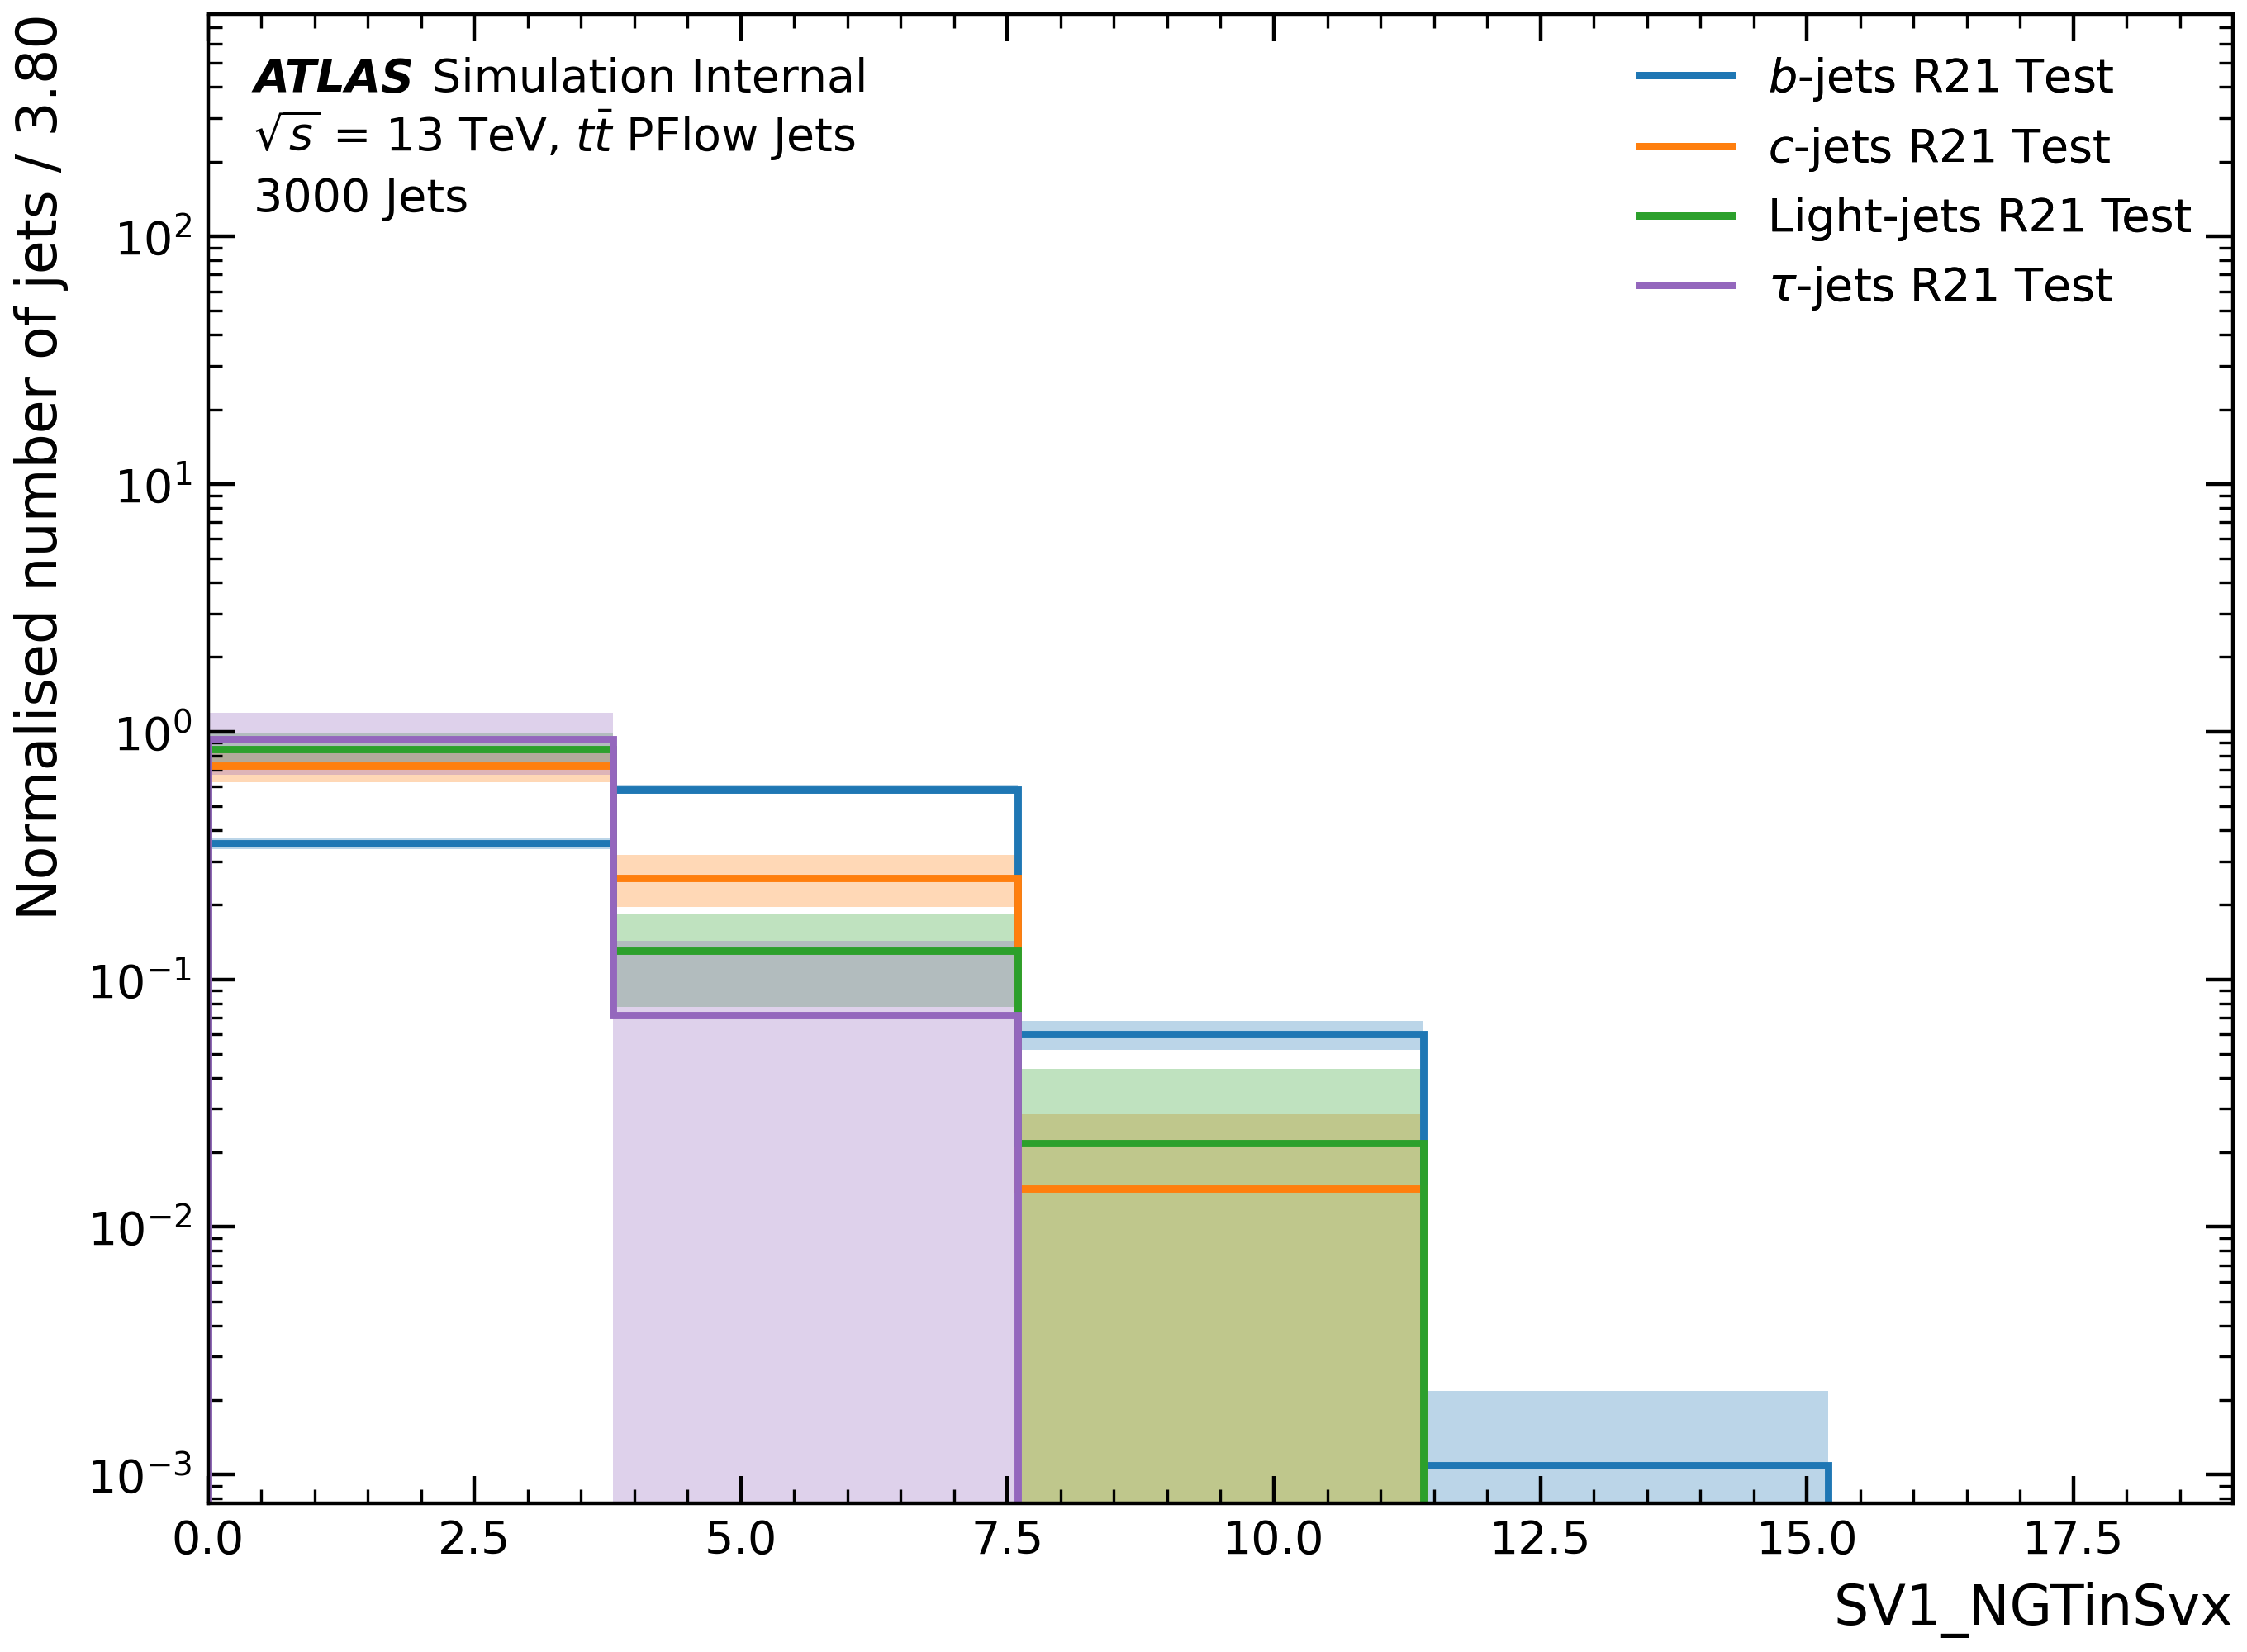 ATLAS Simulation Internal
√s = 13 TeV, tt̄ PFlow Jets
3000 Jets
b-jets R21 Test
c-jets R21 Test
Light-jets R21 Test
τ-jets R21 Test
Normalised number of jets / 3.80
10²
10¹
10⁰
10⁻¹
10⁻²
10⁻³
0.0 2.5 5.0 7.5 10.0 12.5 15.0 17.5
SV1_NGTinSvx